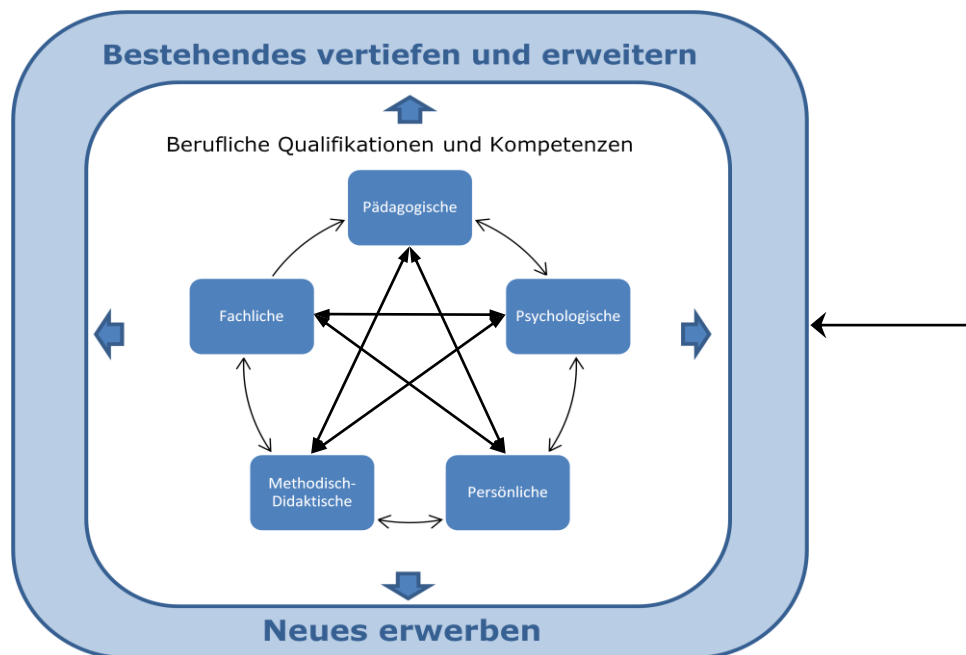 Bestehendes vertiefen und erweitern
Berufliche Qualifikationen und Kompetenzen
Pädagogische
Fachliche
Psychologische
Methodisch-
Didaktische
Persönliche
Neues erwerben